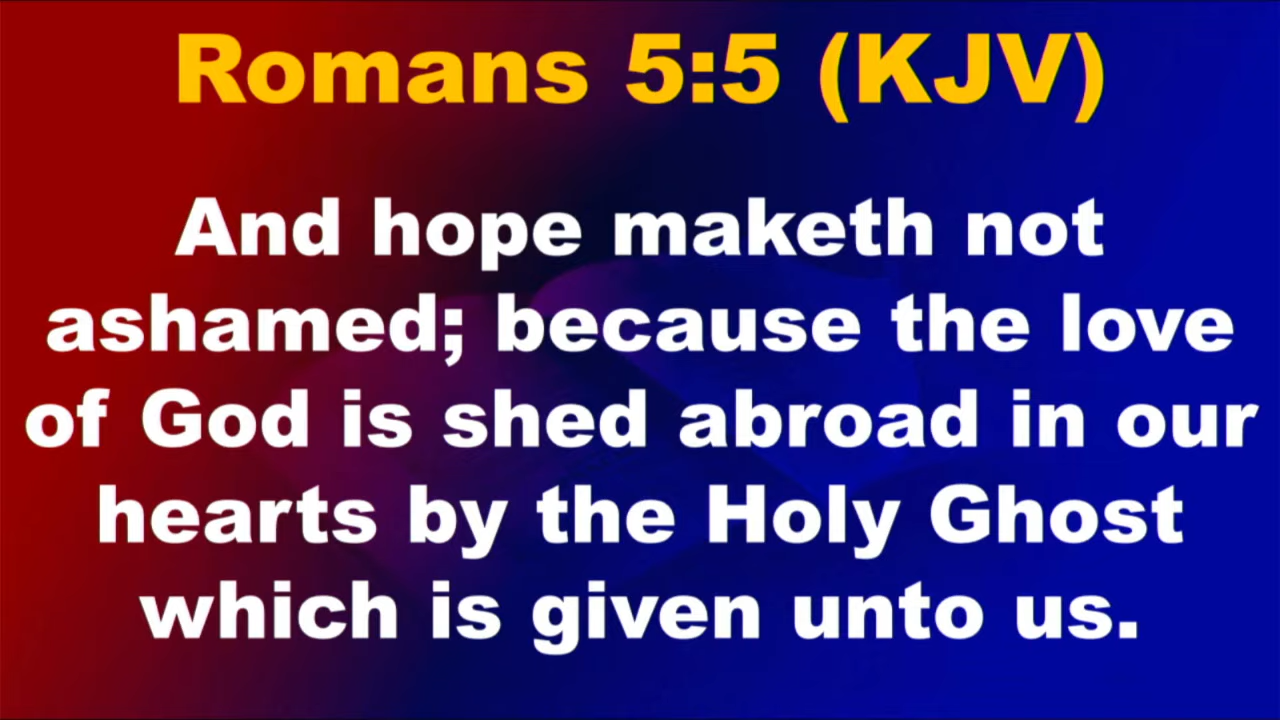 Romans 5:5 (KJV)
And hope maketh not
ashamed; because the love
of God is shed abroad in our
hearts by the Holy Ghost
which is given unto us.